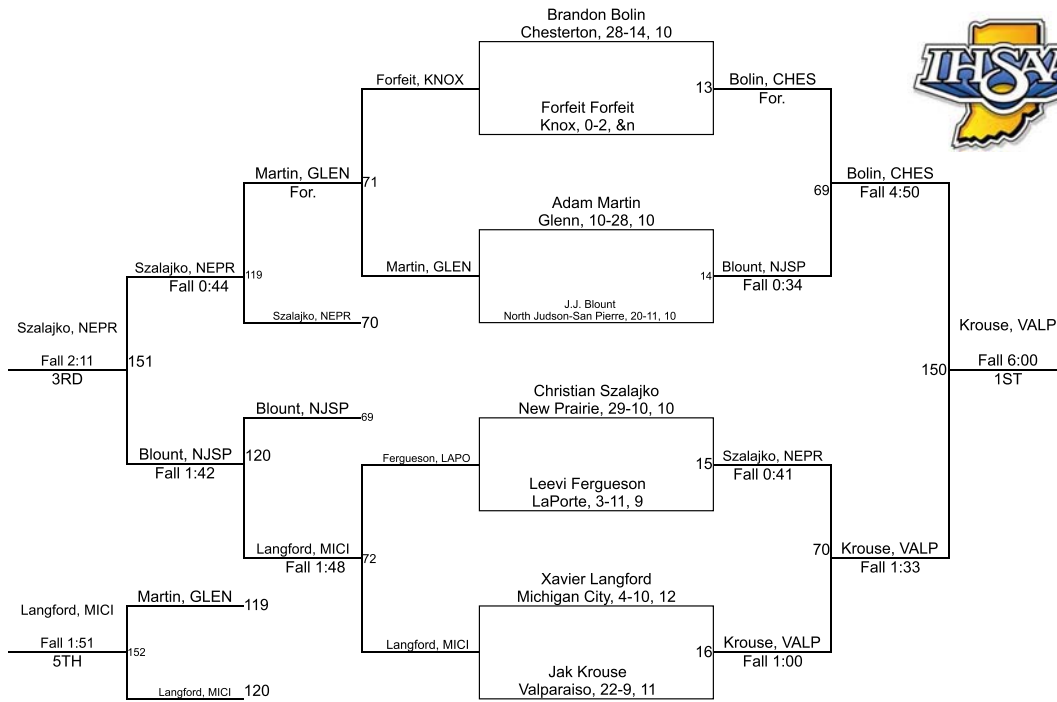 Brandon Bolin
Chesterton, 28-14, 10
IHSAA
Forfeit, KNOX
13
Bolin, CHES
For.
Forfeit Forfeit
Knox, 0-2, &n
Martin, GLEN
For.
71
69
Bolin, CHES
Fall 4:50
Adam Martin
Glenn, 10-28, 10
Szalajko, NEPR
Fall 0:44
119
Martin, GLEN
14
Blount, NJSP
Fall 0:34
Szalajko, NEPR
70
J.J. Blount
North Judson-San Pierre, 20-11, 10
Szalajko, NEPR
Fall 2:11
3RD
151
150
Krouse, VALP
Fall 6:00
1ST
Christian Szalajko
New Prairie, 29-10, 10
Blount, NJSP
69
Blount, NJSP
Fall 1:42
120
Fergueson, LAPO
15
Szalajko, NEPR
Fall 0:41
Leevi Fergueson
LaPorte, 3-11, 9
Langford, MICI
Fall 1:48
72
70
Krouse, VALP
Fall 1:33
Xavier Langford
Michigan City, 4-10, 12
Martin, GLEN
119
Langford, MICI
Fall 1:51
5TH
152
Langford, MICI
16
Krouse, VALP
Fall 1:00
Jak Krouse
Valparaiso, 22-9, 11
Langford, MICI
120